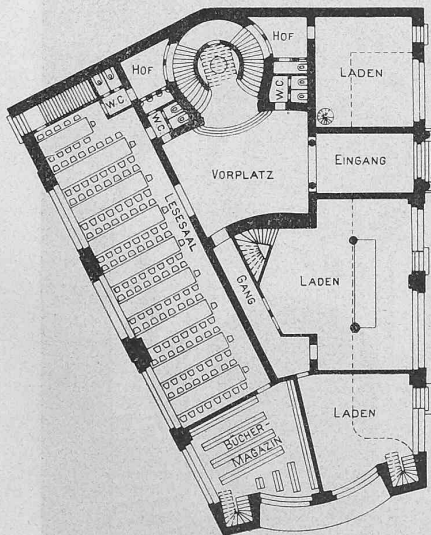 HOF
HOF
LADEN
W.C.
W.C.
W.C.
EINGANG
VORPLATZ
LESESAAL
LADEN
GANG
LADEN
BÜCHER-
MAGAZIN